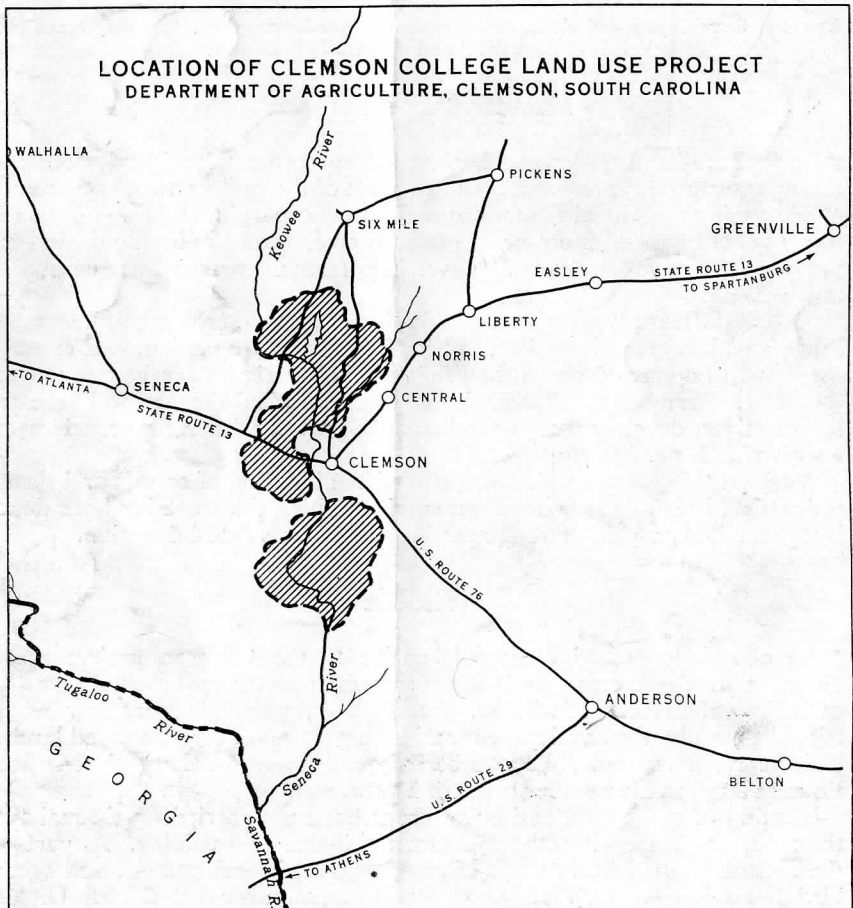 LOCATION OF CLEMSON COLLEGE LAND USE PROJECT
DEPARTMENT OF AGRICULTURE, CLEMSON, SOUTH CAROLINA
WALHALLA
Keowee River
PICKENS
SIX MILE
GREENVILLE
EASLEY
STATE ROUTE 13
TO SPARTANBURG
LIBERTY
NORRIS
TO ATLANTA
SENECA
CENTRAL
STATE ROUTE 13
CLEMSON
U.S. ROUTE 76
Tugaloo River
Seneca River
ANDERSON
GEORGIA
BELTON
U.S. ROUTE 29
Savannah R.
TO ATHENS